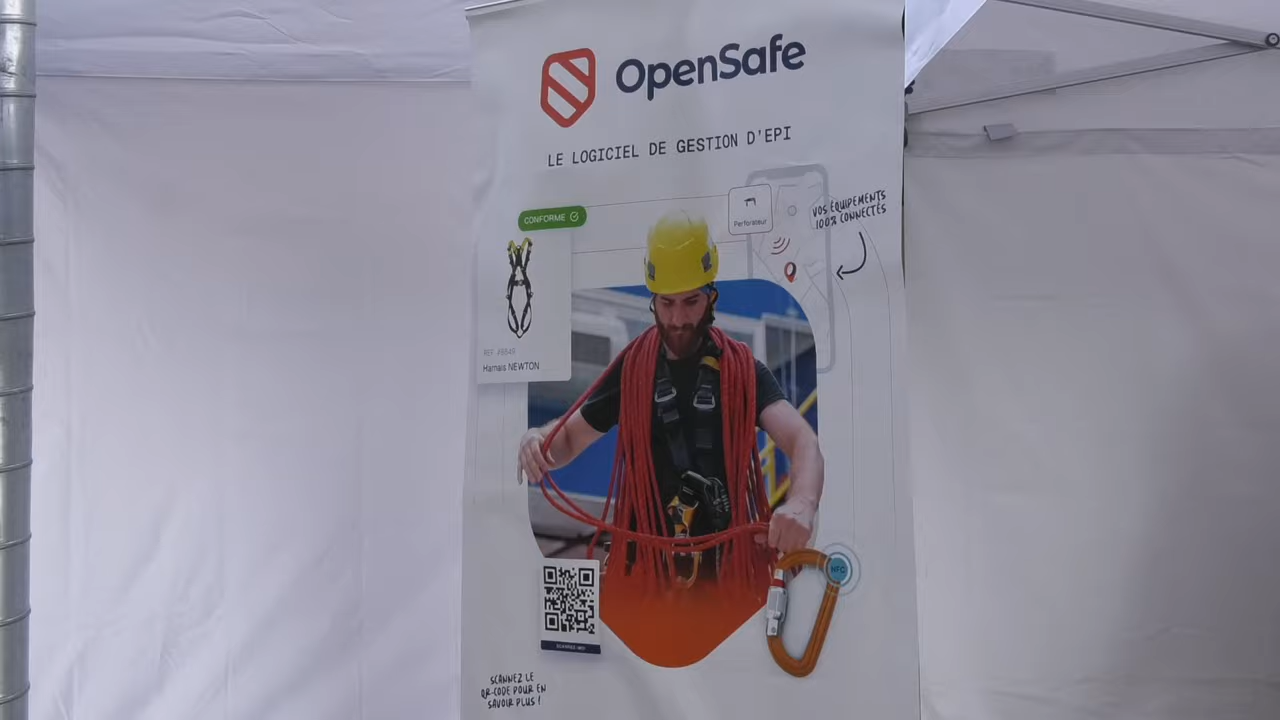 OpenSafe
LE LOGICIEL DE GESTION D'EPI
CONFORME
Perforateur
VOS ÉQUIPEMENTS
100% CONNECTÉS
REF #8649
Harnais NEWTON
NFC
SCANNEZ LE
QR-CODE POUR EN
SAVOIR PLUS !